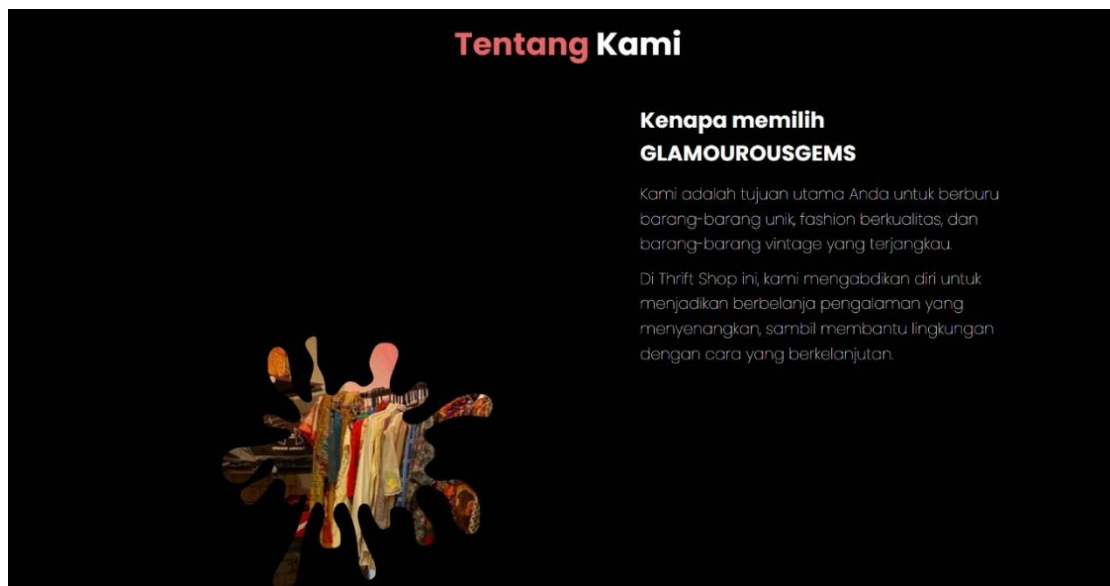 Tentang Kami
Kenapa memilih
GLAMOUROUSGEMS
Kami adalah tujuan utama Anda untuk berburu
barang-barang unik, fashion berkualitas, dan
barang-barang vintage yang terjangkau.
Di Thrift Shop ini, kami mengabdikan diri untuk
menjadikan berbelanja pengalaman yang
menyenangkan, sambil membantu lingkungan
dengan cara yang berkelanjutan.